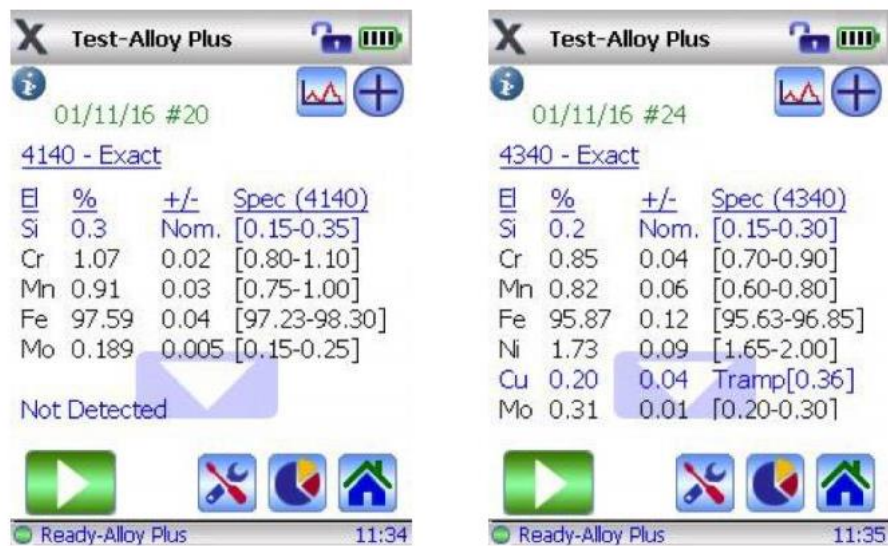 Test-Alloy Plus
01/11/16 #20
4140 - Exact
El % +/- Spec (4140)
Si 0.3 Nom. [0.15-0.35]
Cr 1.07 0.02 [0.80-1.10]
Mn 0.91 0.03 [0.75-1.00]
Fe 97.59 0.04 [97.23-98.30]
Mo 0.189 0.005 [0.15-0.25]
Not Detected
Ready-Alloy Plus 11:34
Test-Alloy Plus
01/11/16 #24
4340 - Exact
El % +/- Spec (4340)
Si 0.2 Nom. [0.15-0.30]
Cr 0.85 0.04 [0.70-0.90]
Mn 0.82 0.06 [0.60-0.80]
Fe 95.87 0.12 [95.63-96.85]
Ni 1.73 0.09 [1.65-2.00]
Cu 0.20 0.04 Tramp[0.36]
Mo 0.31 0.01 [0.20-0.30]
Ready-Alloy Plus 11:35